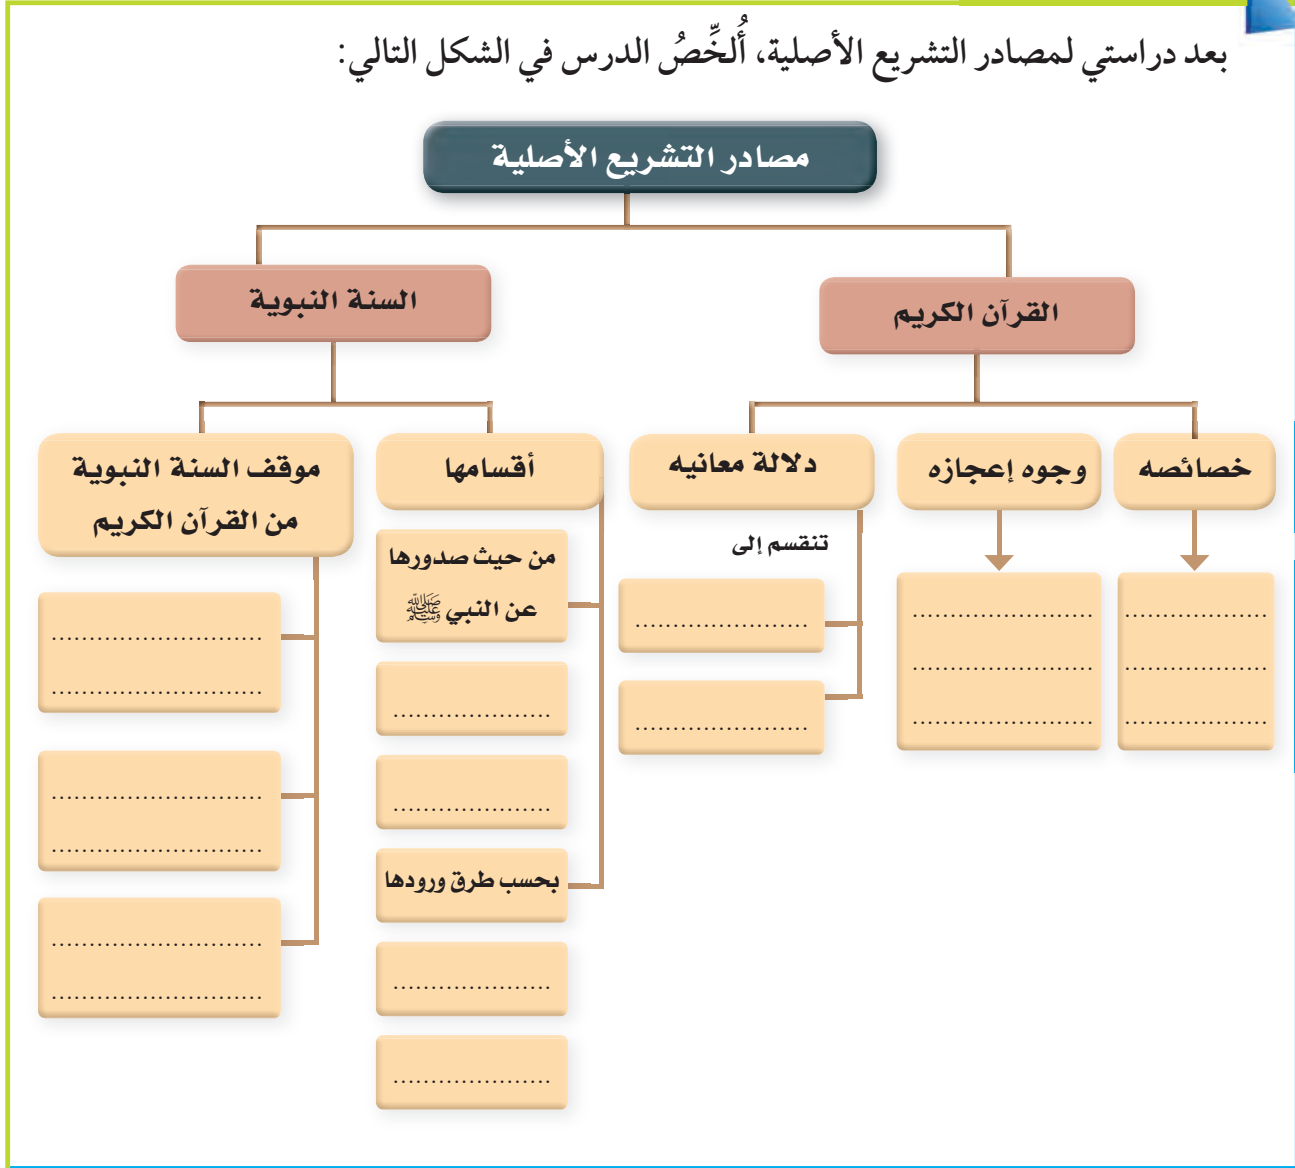 بعد دراستي لمصادر التشريع الأصلية، أُلخِّصُ الدرس في الشكل التالي:
مصادر التشريع الأصلية
القرآن الكريم
السنة النبوية
خصائصه
وجوه إعجازه
دلالة معانيه
أقسامها
موقف السنة النبوية
من القرآن الكريم
......................
......................
......................
............................
............................
............................
تنقسم إلى
...........................
...........................
من حيث صدورها
عن النبي ﷺ
........................
........................
بحسب طرق ورودها
........................
........................
................................
................................
................................
................................
................................
................................